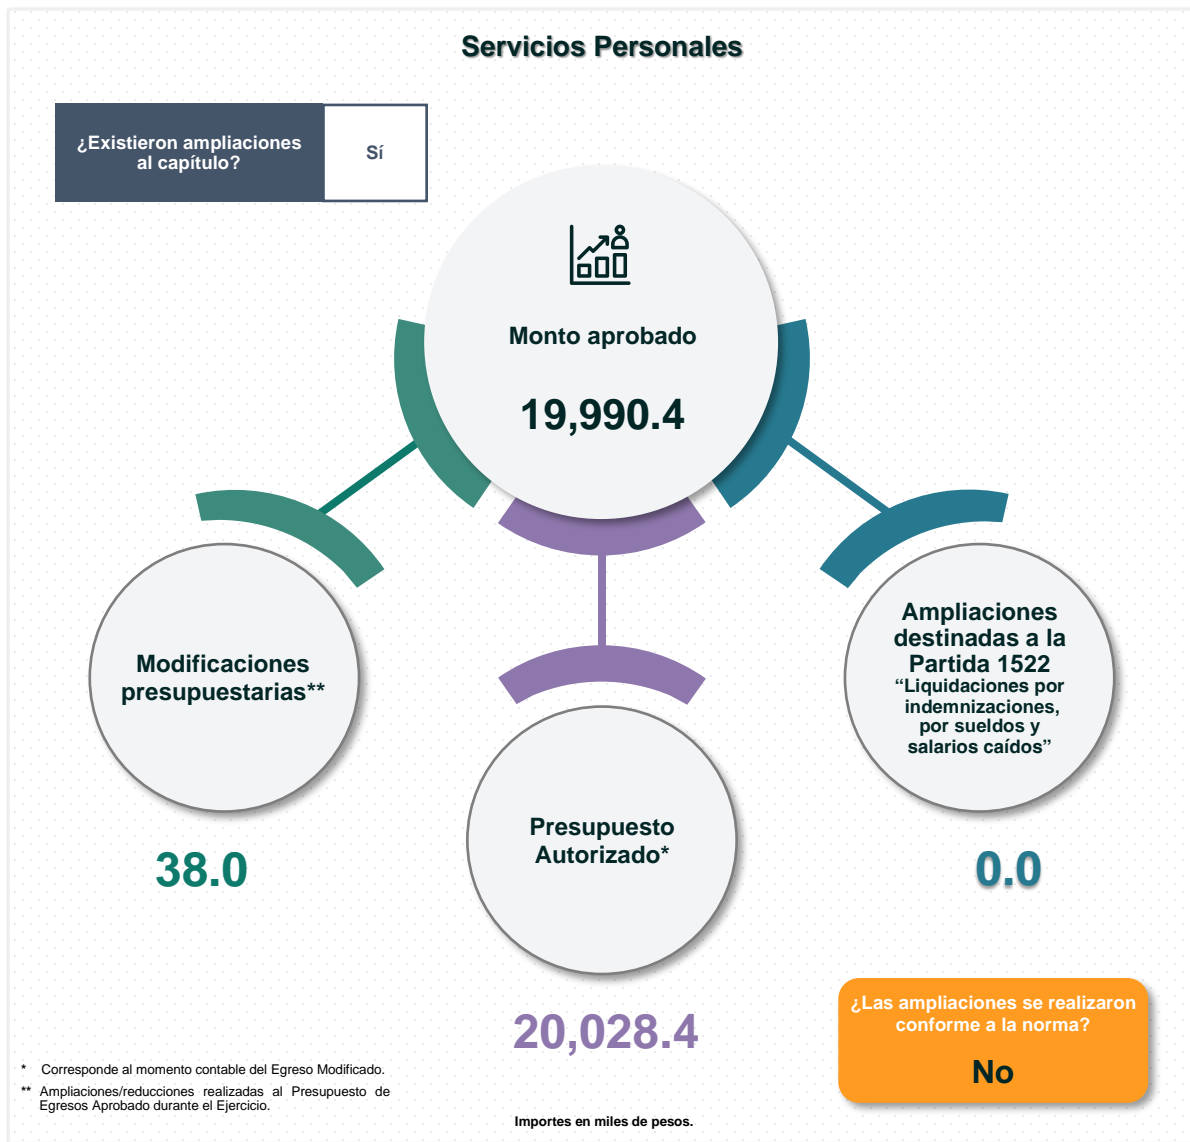 Servicios Personales
¿Existieron ampliaciones
al capítulo?
Sí
Monto aprobado
19,990.4
Modificaciones
presupuestarias**
38.0
Presupuesto
Autorizado*
20,028.4
Ampliaciones
destinadas a la
Partida 1522
“Liquidaciones por
indemnizaciones,
por sueldos y
salarios caídos”
0.0
¿Las ampliaciones se realizaron
conforme a la norma?
No
* Corresponde al momento contable del Egreso Modificado.
** Ampliaciones/reducciones realizadas al Presupuesto de
Egresos Aprobado durante el Ejercicio.
Importes en miles de pesos.